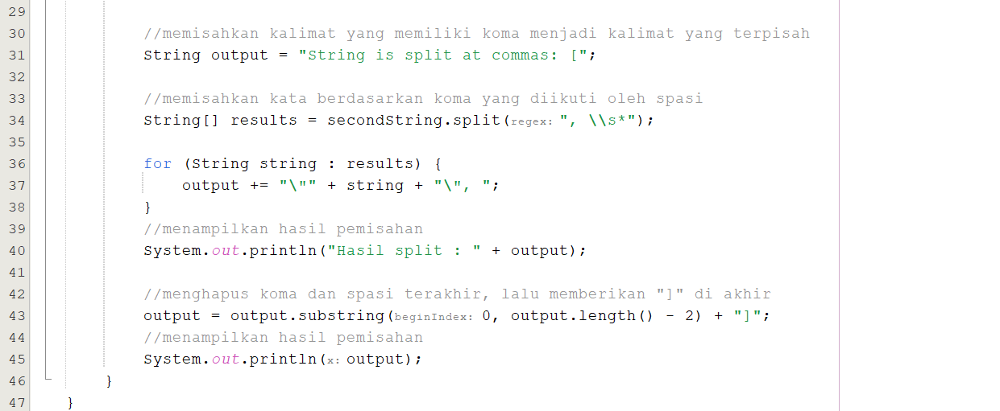 29
30 //memisahkan kalimat yang memiliki koma menjadi kalimat yang terpisah
31 String output = "String is split at commas: [";
32
33 //memisahkan kata berdasarkan koma yang diikuti oleh spasi
34 String[] results = secondString.split(regex: ", \\s*");
35
36 for (String string : results) {
37 output += "\"" + string + "\", ";
38 }
39 //menampilkan hasil pemisahan
40 System.out.println("Hasil split : " + output);
41
42 //menghapus koma dan spasi terakhir, lalu memberikan "]" di akhir
43 output = output.substring(beginIndex: 0, output.length() - 2) + "]";
44 //menampilkan hasil pemisahan
45 System.out.println(x: output);
46 }
47 }